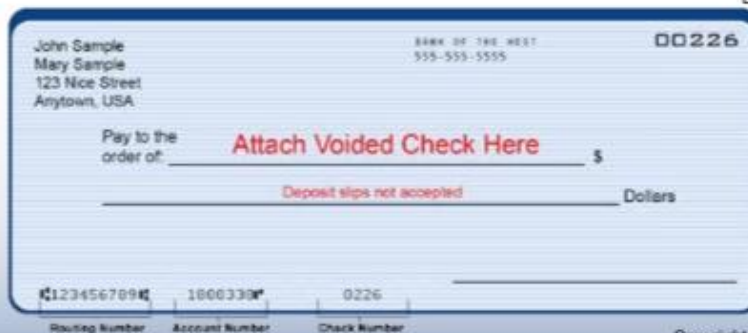 John Sample
Mary Sample
123 Nice Street
Anytown, USA
BANK OF THE WEST
555-555-5555
00226
Pay to the
order of:
Attach Voided Check Here
$
Deposit slips not accepted
Dollars
⑆123456789⑆ 1800338⑈ 0226
Routing Number Account Number Check Number